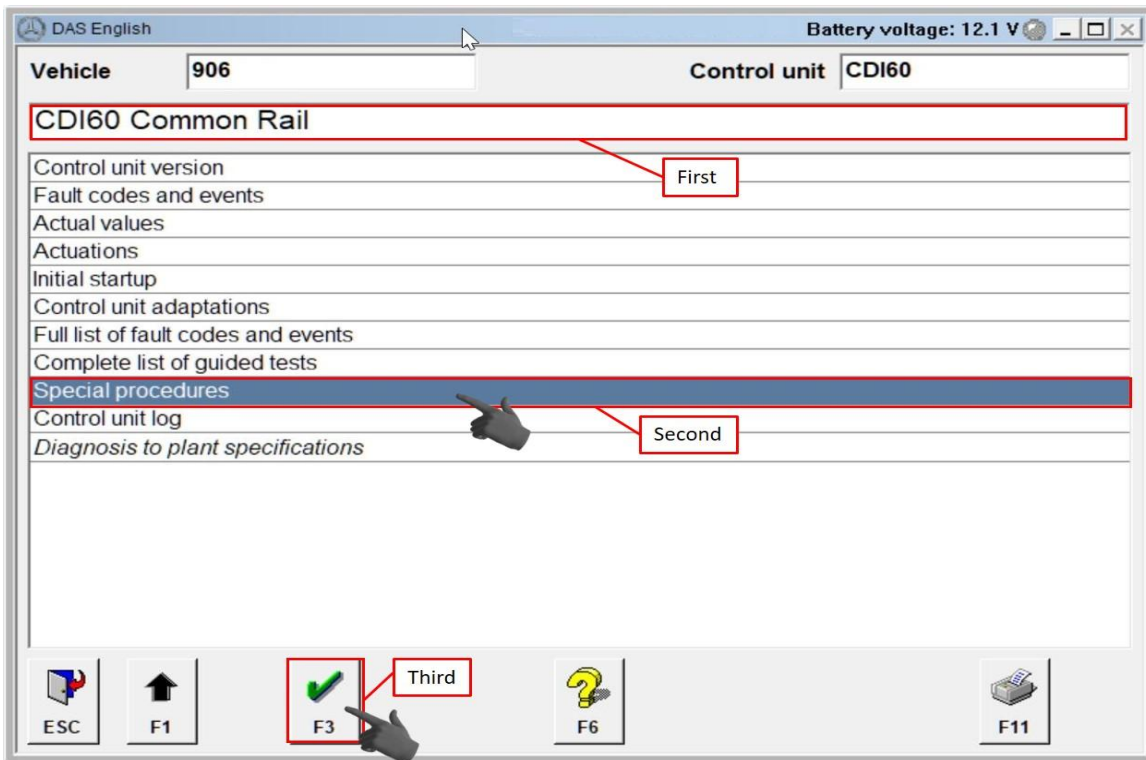 DAS English
Battery voltage: 12.1 V
Vehicle 906 Control unit CDI60
CDI60 Common Rail
First
Control unit version
Fault codes and events
Actual values
Actuations
Initial startup
Control unit adaptations
Full list of fault codes and events
Complete list of guided tests
Special procedures
Control unit log
Second
Diagnosis to plant specifications
Third
ESC F1 F3 F6 F11